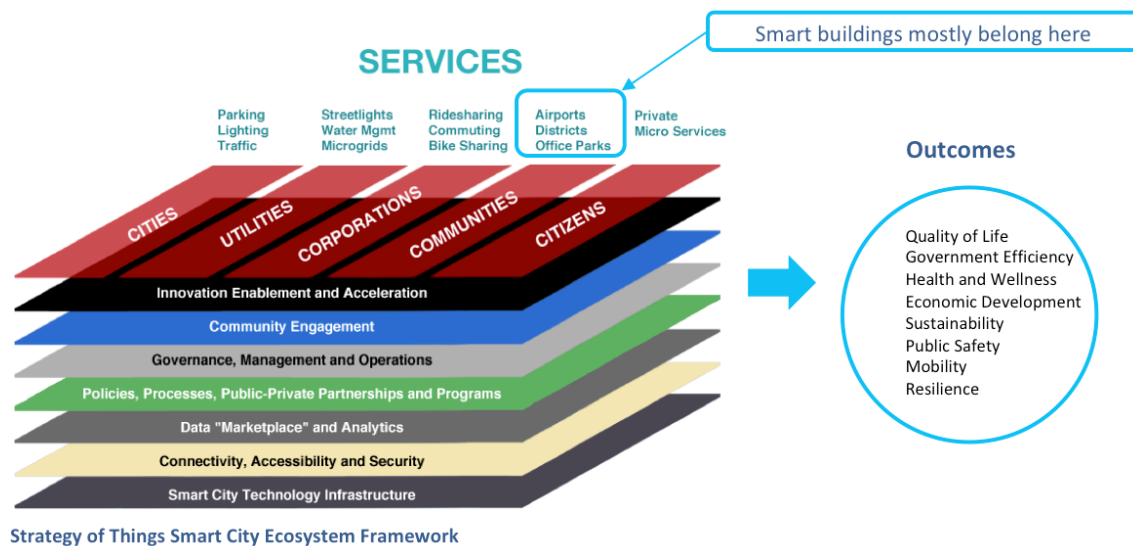 Smart buildings mostly belong here
SERVICES
Parking
Lighting
Traffic
Streetlights
Water Mgmt
Microgrids
Ridesharing
Commuting
Bike Sharing
Airports
Districts
Office Parks
Private
Micro Services
CITIES
UTILITIES
CORPORATIONS
COMMUNITIES
CITIZENS
Innovation Enablement and Acceleration
Community Engagement
Governance, Management and Operations
Policies, Processes, Public-Private Partnerships and Programs
Data "Marketplace" and Analytics
Connectivity, Accessibility and Security
Smart City Technology Infrastructure
Outcomes
Quality of Life
Government Efficiency
Health and Wellness
Economic Development
Sustainability
Public Safety
Mobility
Resilience
Strategy of Things Smart City Ecosystem Framework